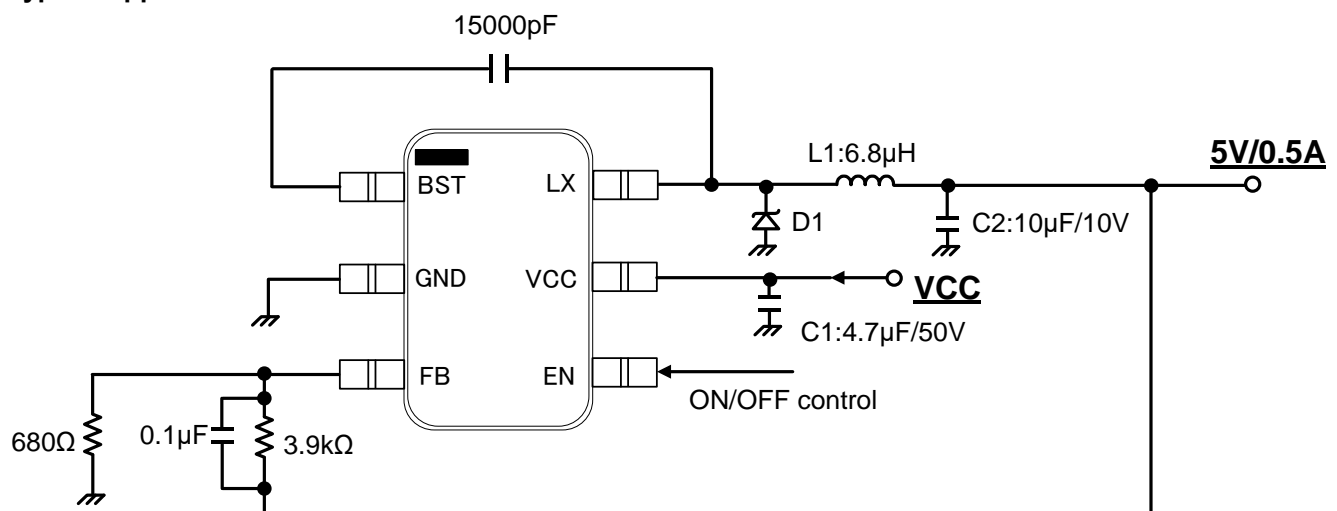 15000pF
L1:6.8µH
5V/0.5A
BST
LX
D1
C2:10µF/10V
GND
VCC
VCC
C1:4.7µF/50V
FB
EN
ON/OFF control
680Ω
0.1µF
3.9kΩ